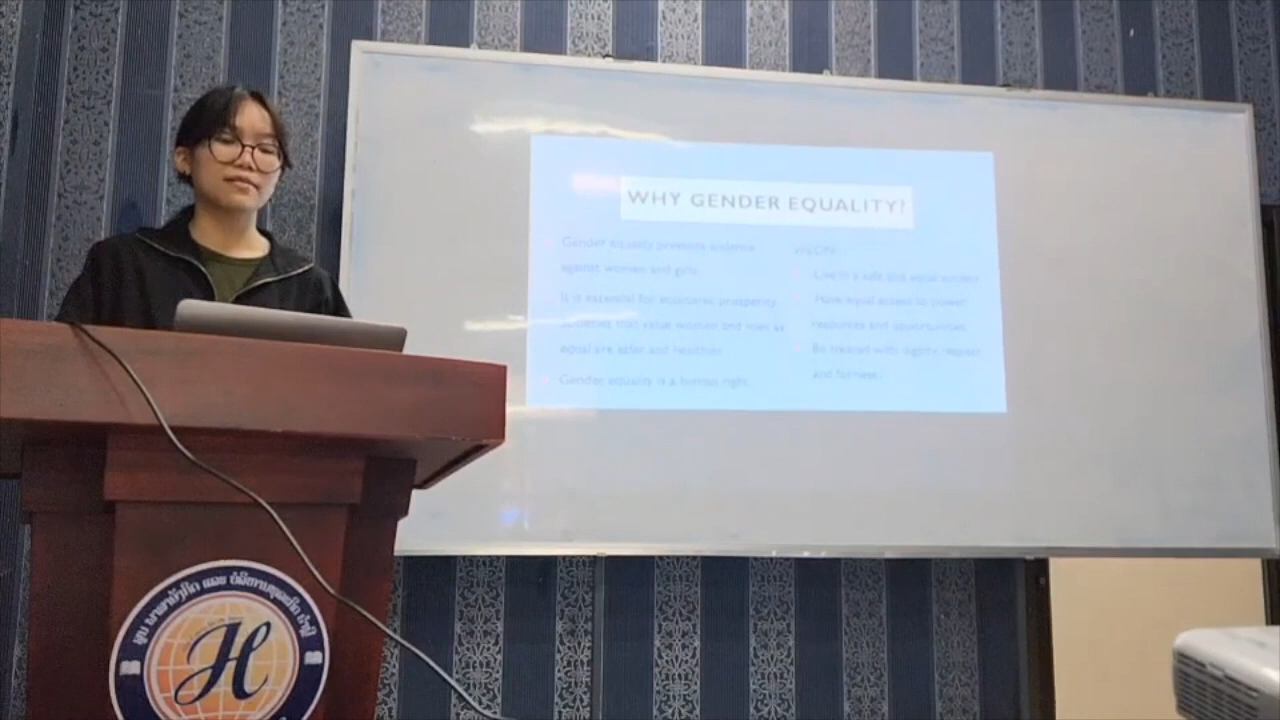 WHY GENDER EQUALITY?
Gender equality prevents violence
against women and girls.
It is essential for economic prosperity.
Societies that value women and men as
equal are safer and healthier.
Gender equality is a human right.
VISION:
Live in a safe and equal society
Have equal access to power,
resources and opportunities
Be treated with dignity, respect
and fairness.
H